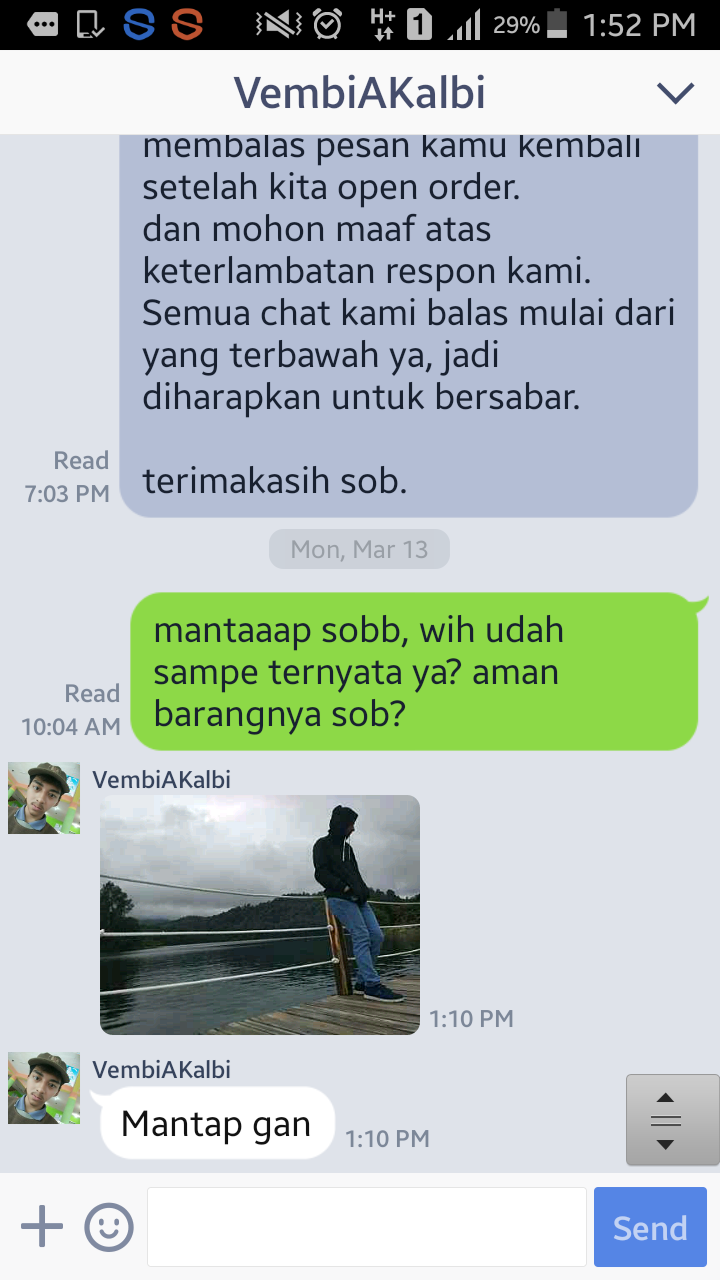 29% 1:52 PM
VembiAKalbi
membalas pesan kamu kembali
setelah kita open order.
dan mohon maaf atas
keterlambatan respon kami.
Semua chat kami balas mulai dari
yang terbawah ya, jadi
diharapkan untuk bersabar.
terimakasih sob.
Read
7:03 PM
Mon, Mar 13
mantaaap sobb, wih udah
sampe ternyata ya? aman
barangnya sob?
Read
10:04 AM
VembiAKalbi
1:10 PM
VembiAKalbi
Mantap gan
1:10 PM
Send